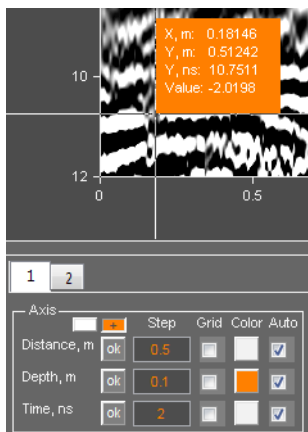 X, m: 0.18146
Y, m: 0.51242
Y, ns: 10.7511
Value: -2.0198
10
12
0 0.5
1 2
Axis
+ Step Grid Color Auto
Distance, m ok 0.5
Depth, m ok 0.1
Time, ns ok 2